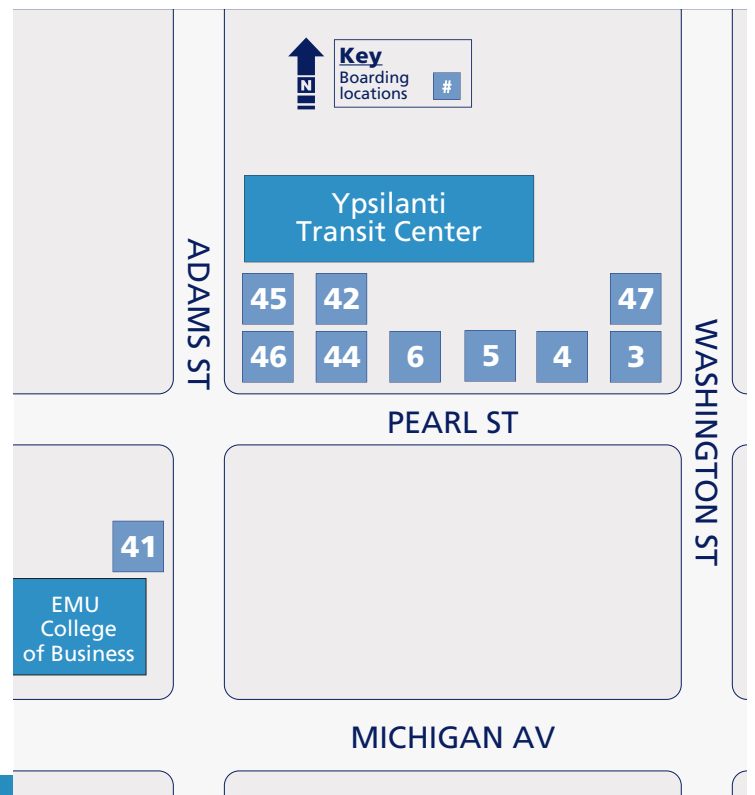 Key
Boarding
locations
#
N
Ypsilanti
Transit Center
ADAMS ST
45 42 47
46 44 6 5 4 3
WASHINGTON ST
PEARL ST
41
EMU
College
of Business
MICHIGAN AV